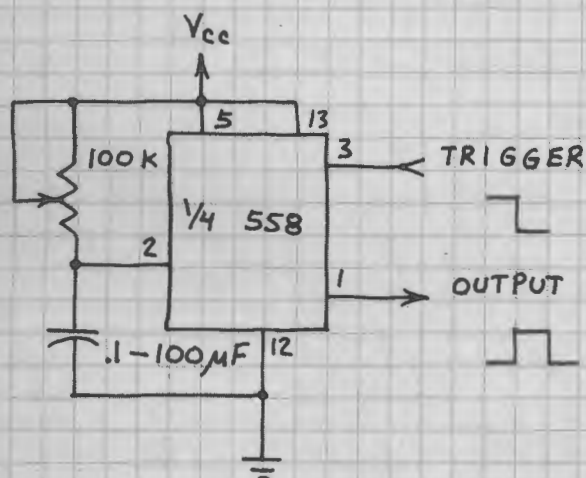 Vcc
5 13
100K
3 TRIGGER
1/4 558
2
1 OUTPUT
12
.1-100µF